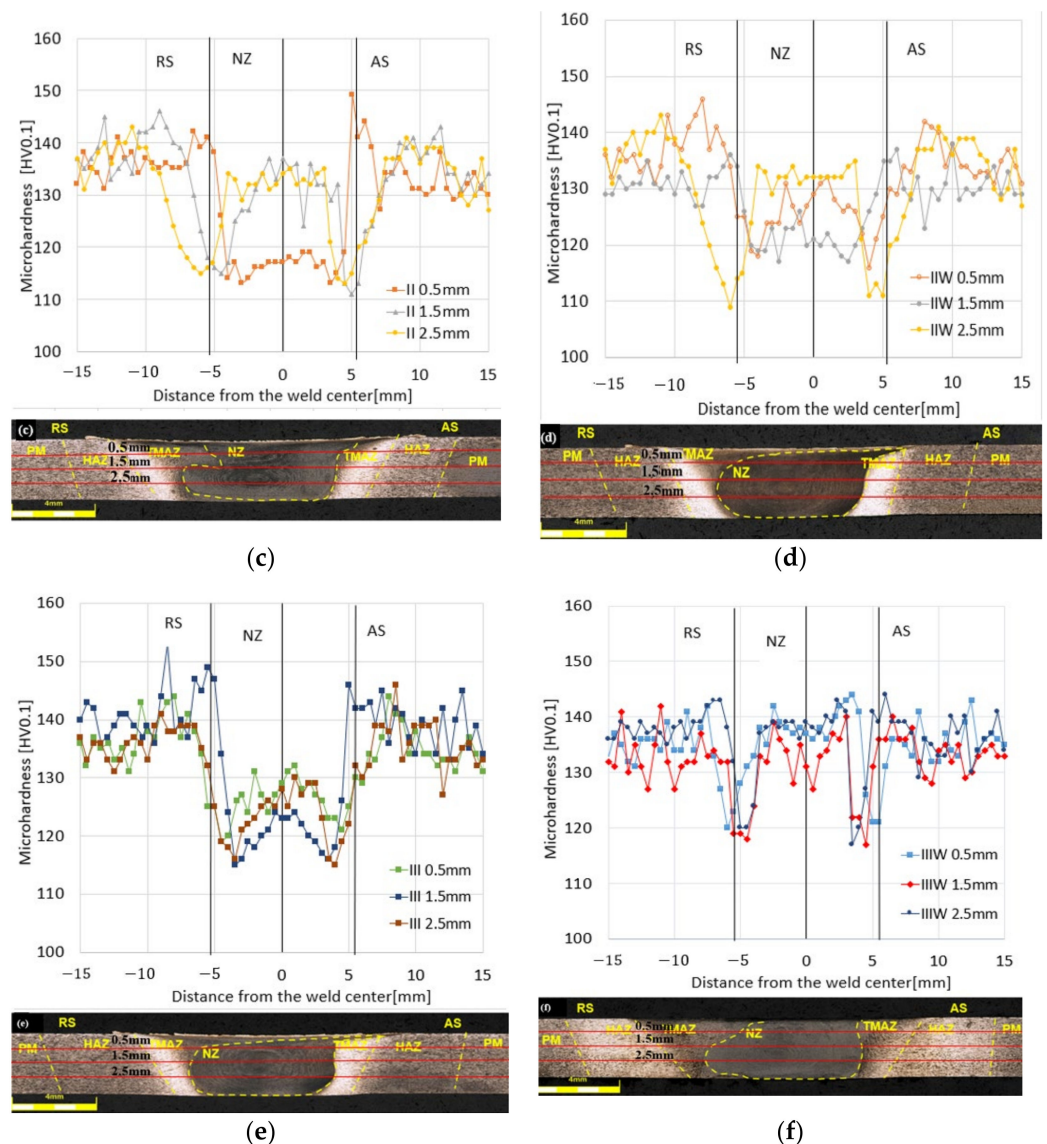 160
150
140
130
120
110
100
Microhardness [HV0.1]
RS
NZ
AS
II 0.5mm
II 1.5mm
II 2.5mm
−15
−10
−5
0
5
10
15
Distance from the weld center[mm]
(c)
RS
AS
PM
HAZ
TMAZ
NZ
TMAZ
HAZ
PM
0.5mm
1.5mm
2.5mm
4mm
(c)
160
150
140
130
120
110
100
Microhardness [HV0.1]
RS
NZ
AS
IIW 0.5mm
IIW 1.5mm
IIW 2.5mm
−15
−10
−5
0
5
10
15
Distance from the weld center[mm]
(d)
RS
AS
PM
HAZ
TMAZ
NZ
TMAZ
HAZ
PM
0.5mm
1.5mm
2.5mm
4mm
(d)
160
150
140
130
120
110
100
Microhardness [HV0.1]
RS
NZ
AS
III 0.5mm
III 1.5mm
III 2.5mm
−15
−10
−5
0
5
10
15
Distance from the weld center[mm]
(e)
RS
AS
PM
HAZ
TMAZ
NZ
TMAZ
HAZ
PM
0.5mm
1.5mm
2.5mm
4mm
(e)
160
150
140
130
120
110
100
Microhardness [HV0.1]
RS
NZ
AS
IIIW 0.5mm
IIIW 1.5mm
IIIW 2.5mm
−15
−10
−5
0
5
10
15
Distance from the weld center[mm]
(f)
RS
AS
PM
HAZ
TMAZ
NZ
TMAZ
HAZ
PM
0.5mm
1.5mm
2.5mm
4mm
(f)